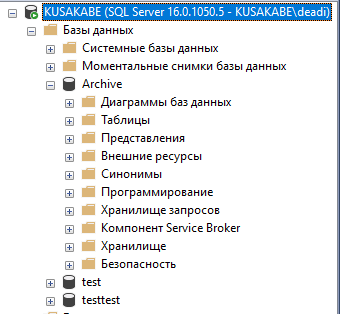 KUSAKABE (SQL Server 16.0.1050.5 - KUSAKABE\deadi)
Базы данных
Системные базы данных
Моментальные снимки базы данных
Archive
Диаграммы баз данных
Таблицы
Представления
Внешние ресурсы
Синонимы
Программирование
Хранилище запросов
Компонент Service Broker
Хранилище
Безопасность
test
testtest